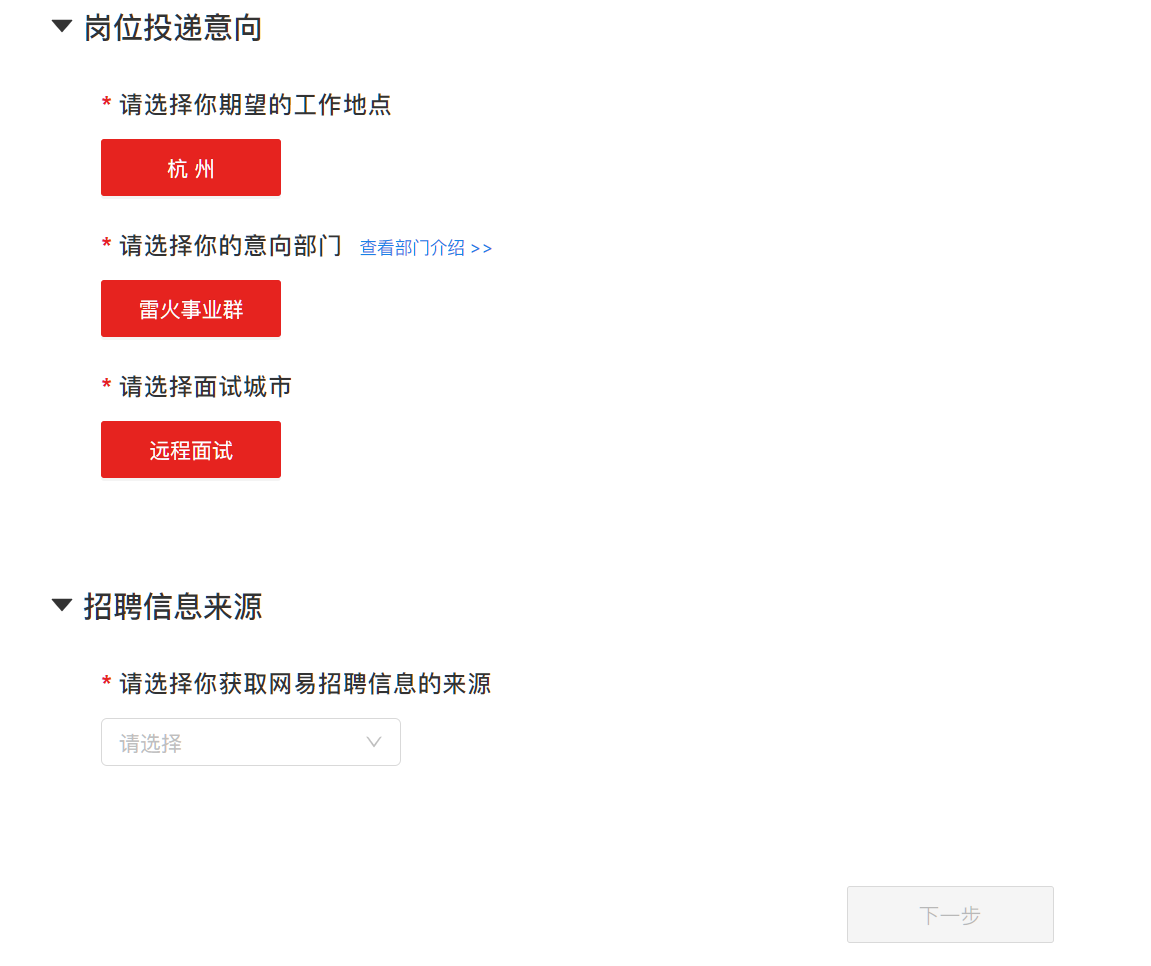 岗位投递意向
* 请选择你期望的工作地点
杭 州
* 请选择你的意向部门 查看部门介绍 >>
雷火事业群
* 请选择面试城市
远程面试
招聘信息来源
* 请选择你获取网易招聘信息的来源
请选择
下一步